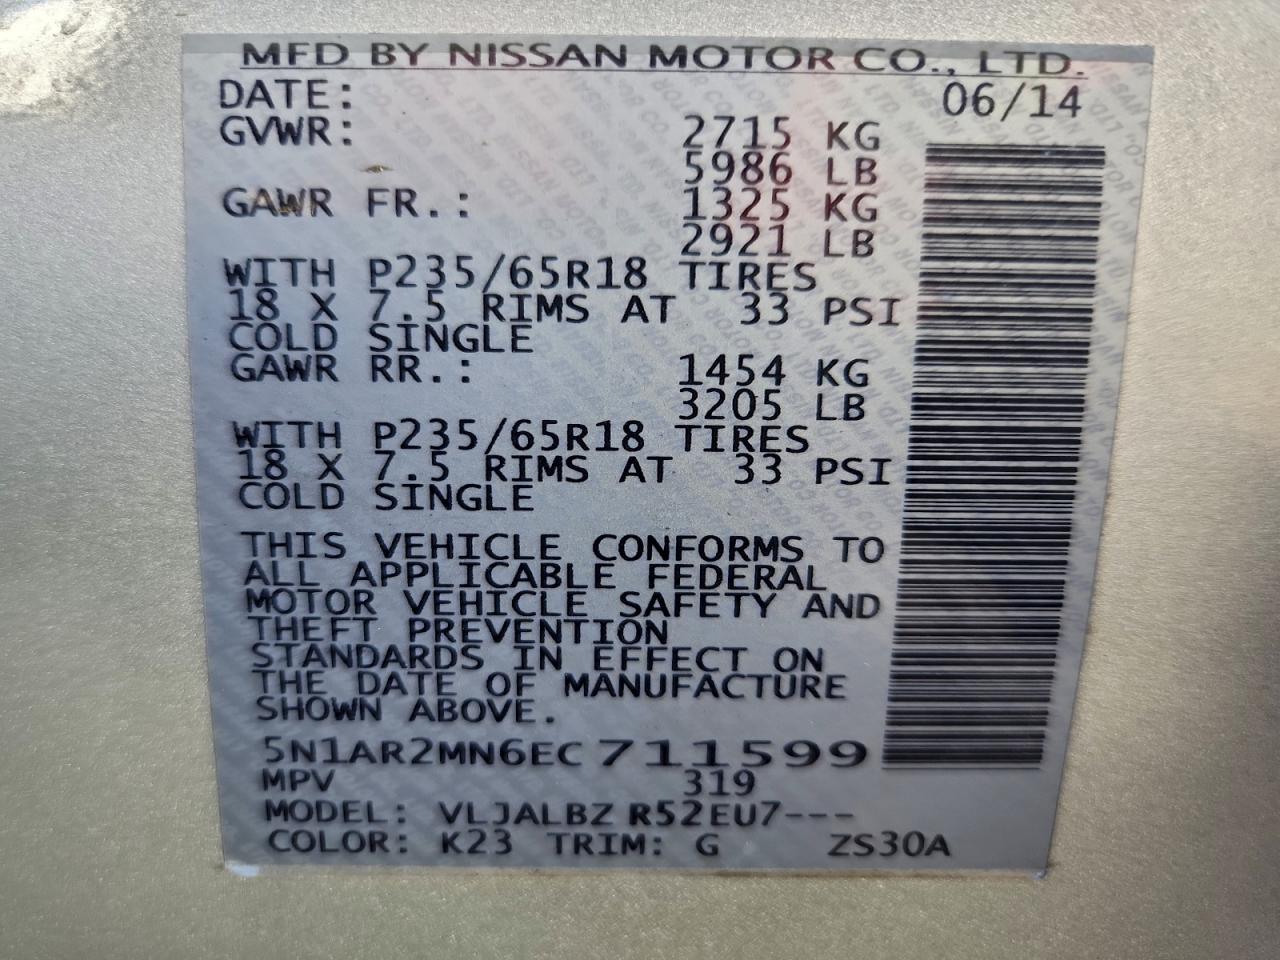 MFD BY NISSAN MOTOR CO., LTD.
DATE: 06/14
GVWR: 2715 KG
5986 LB
GAWR FR.: 1325 KG
2921 LB
WITH P235/65R18 TIRES
18 X 7.5 RIMS AT 33 PSI
COLD SINGLE
GAWR RR.: 1454 KG
3205 LB
WITH P235/65R18 TIRES
18 X 7.5 RIMS AT 33 PSI
COLD SINGLE
THIS VEHICLE CONFORMS TO
ALL APPLICABLE FEDERAL
MOTOR VEHICLE SAFETY AND
THEFT PREVENTION
STANDARDS IN EFFECT ON
THE DATE OF MANUFACTURE
SHOWN ABOVE.
5N1AR2MN6EC711599
MPV 319
MODEL: VLJALBZ R52EU7---
COLOR: K23 TRIM: G ZS30A